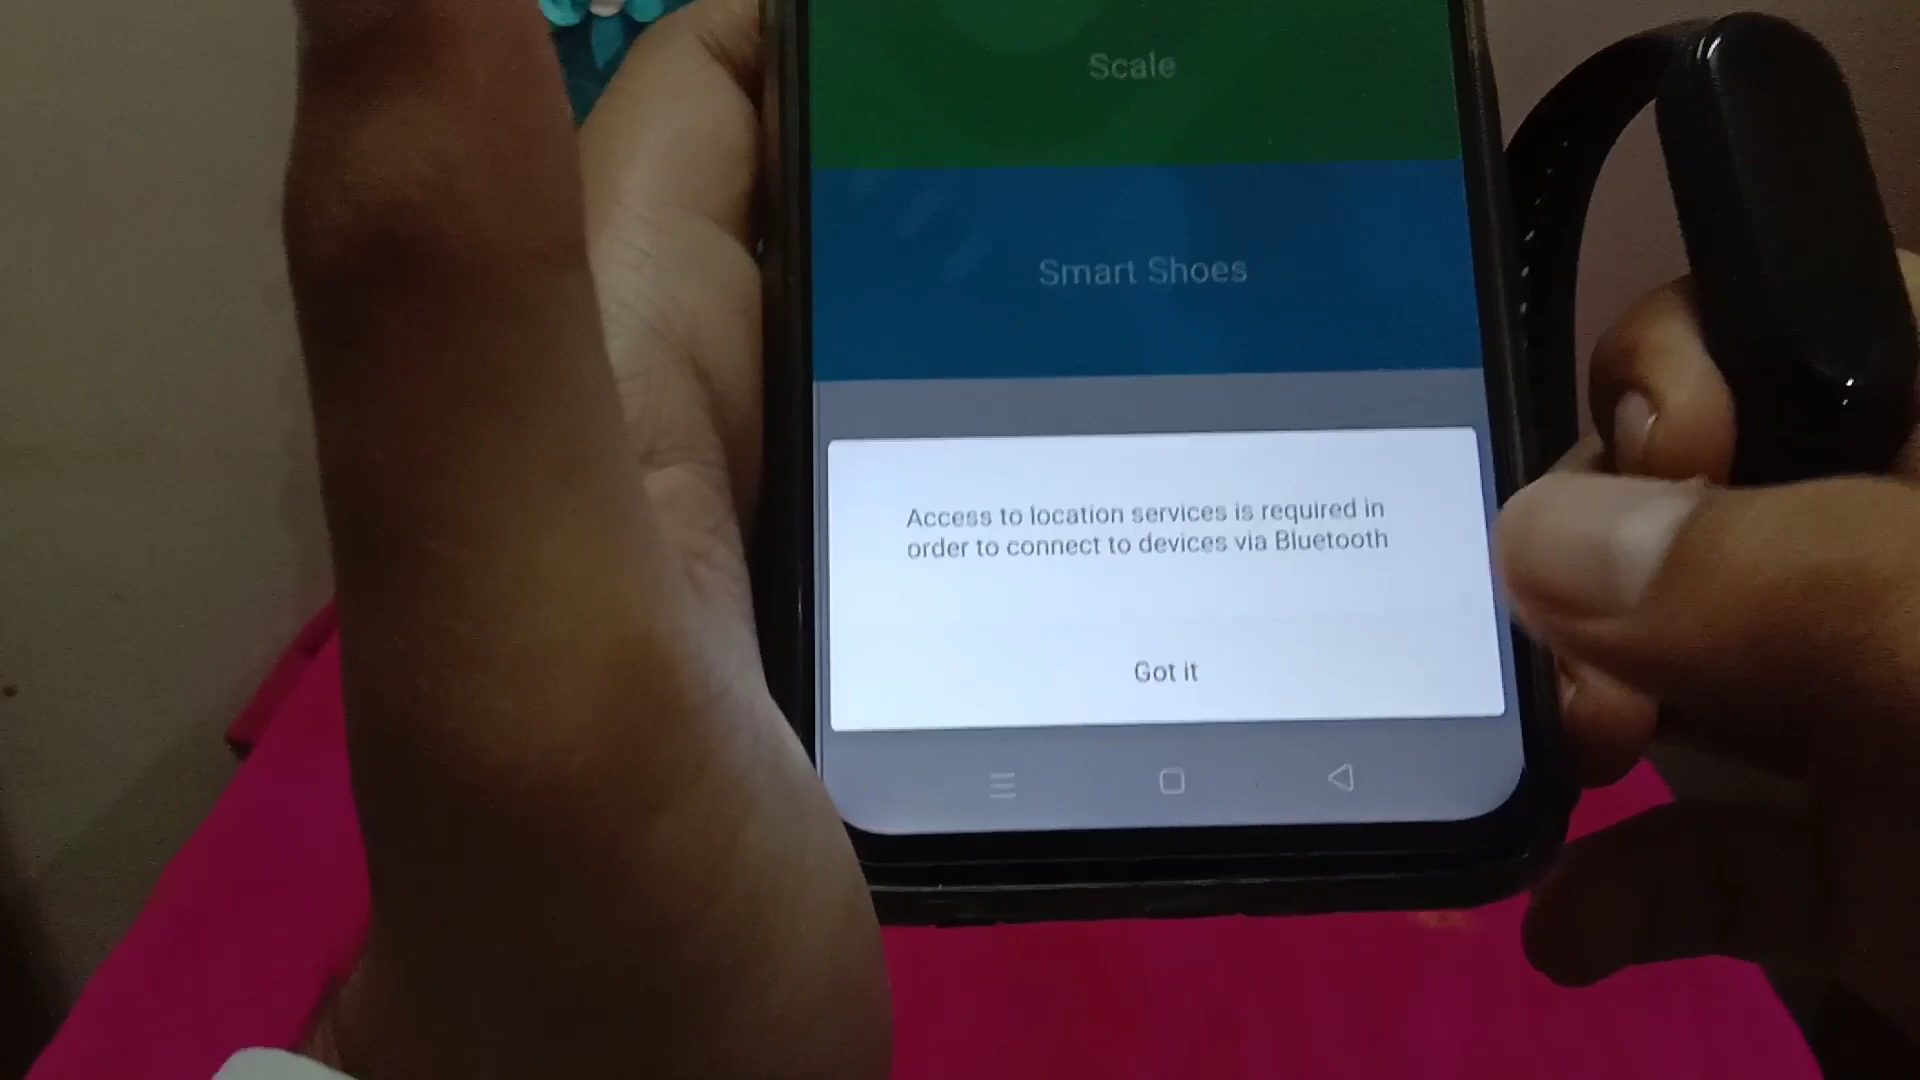 Scale
Smart Shoes
Access to location services is required in
order to connect to devices via Bluetooth
Got it